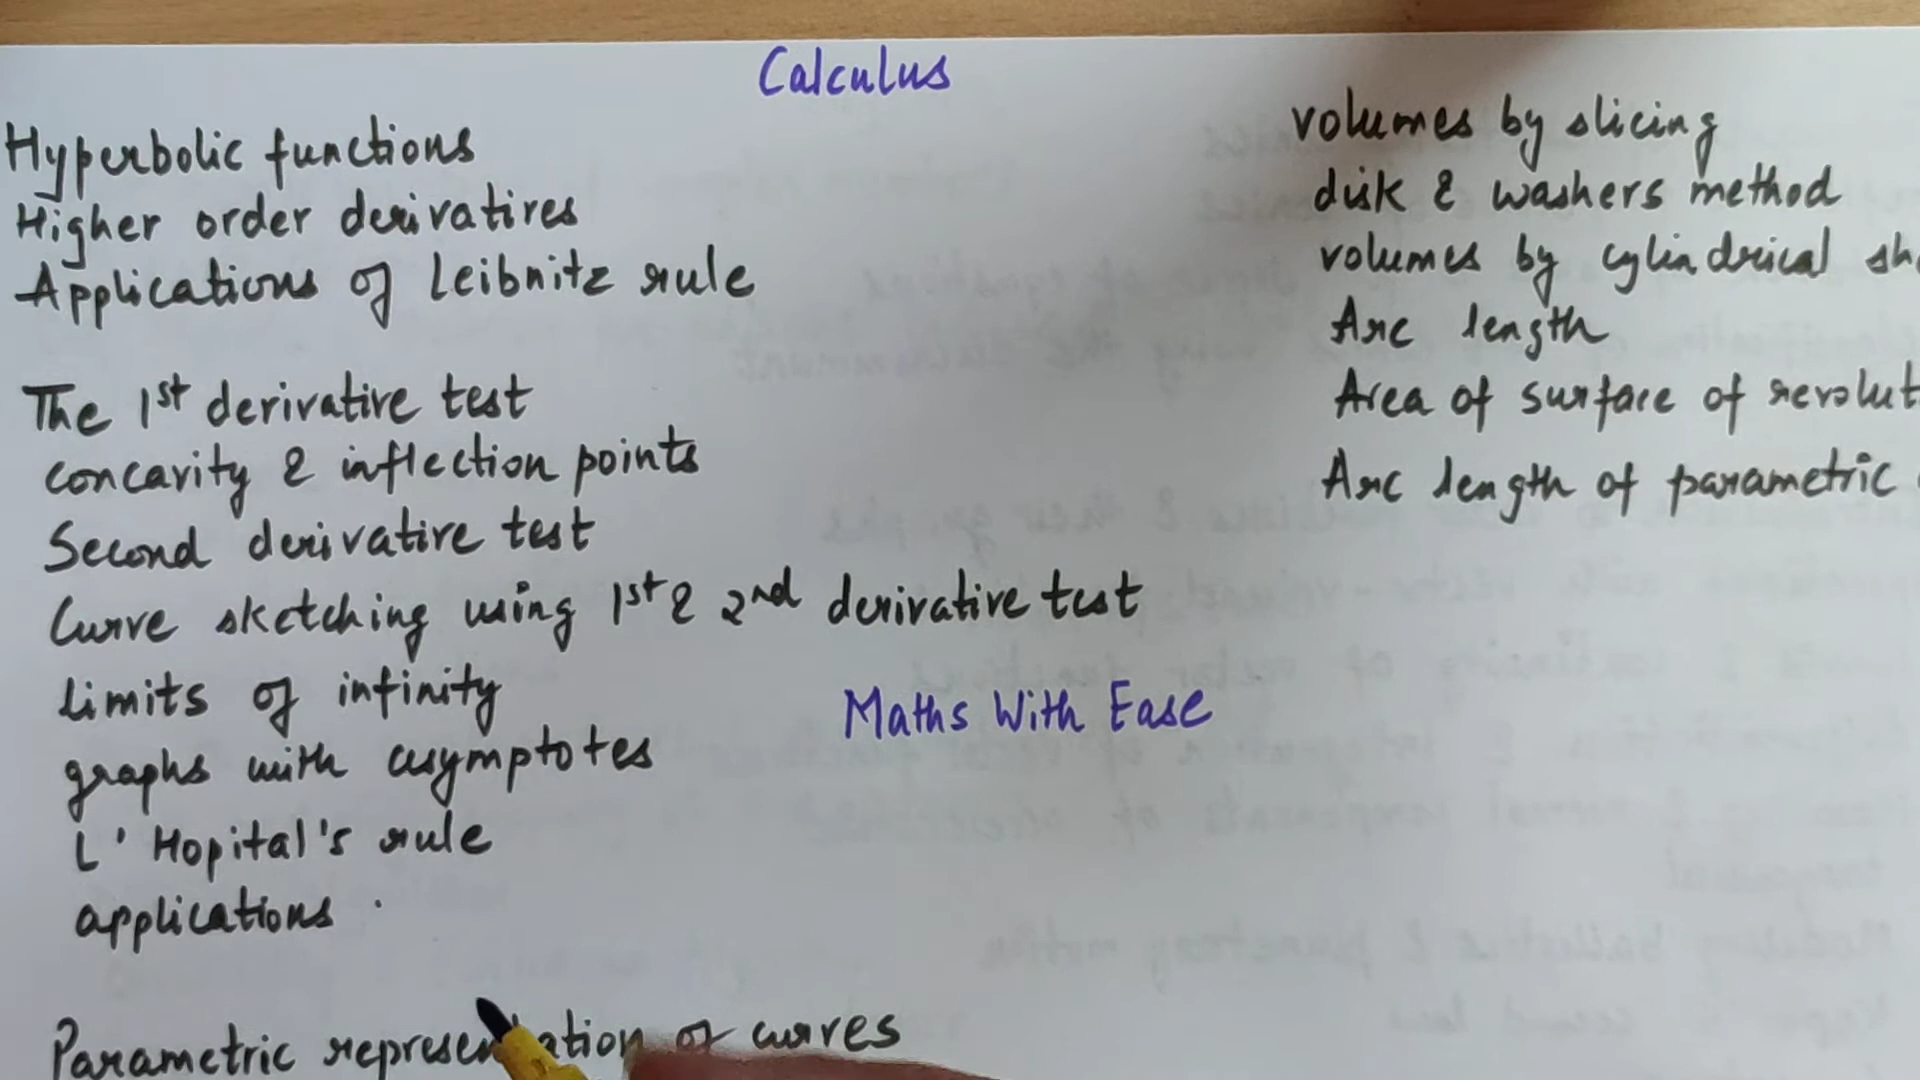 Calculus
Hyperbolic functions
Higher order derivatives
Applications of Leibnitz rule
The 1st derivative test
concavity & inflection points
Second derivative test
Curve sketching using 1st & 2nd derivative test
limits of infinity
graphs with asymptotes
L' Hopital's rule
applications
Parametric representation of curves
Maths With Ease
volumes by slicing
disk & washers method
volumes by cylindrical sh
Arc length
Area of surface of revolut
Arc length of parametric